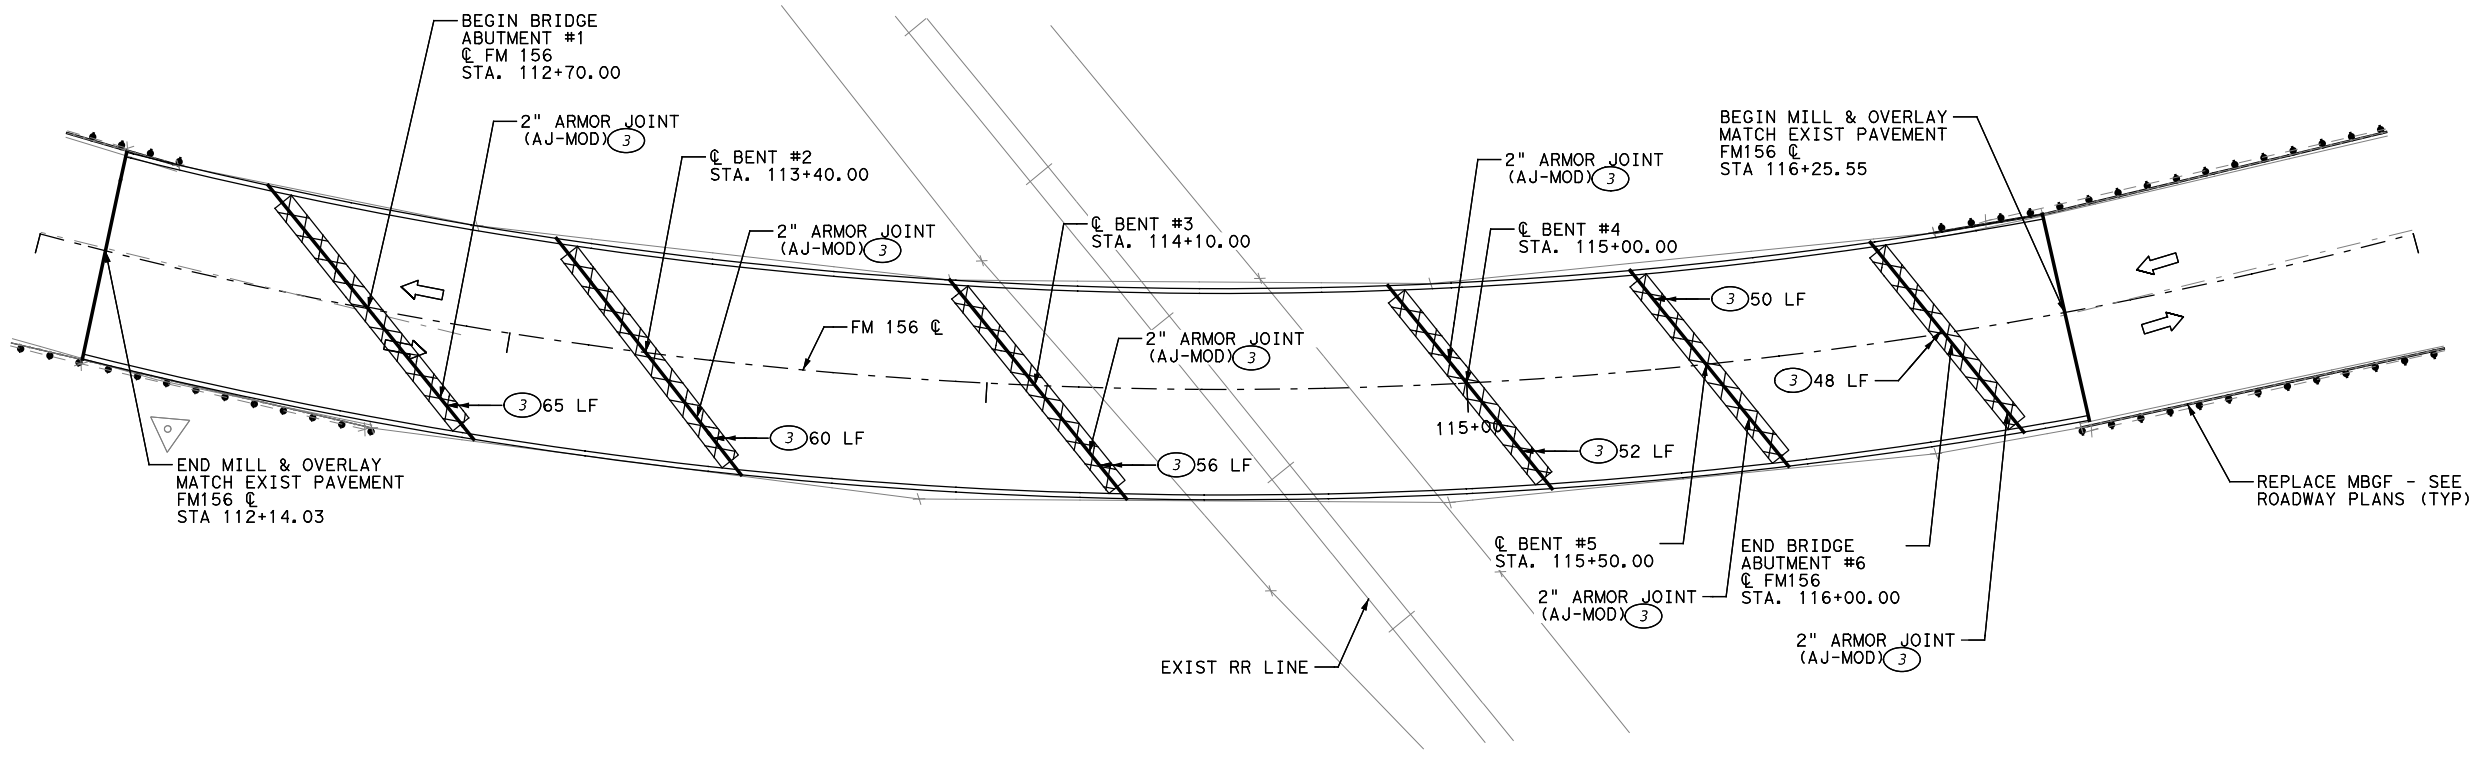 BEGIN BRIDGE
ABUTMENT #1
℄ FM 156
STA. 112+70.00
2" ARMOR JOINT
(AJ-MOD) 3
℄ BENT #2
STA. 113+40.00
2" ARMOR JOINT
(AJ-MOD) 3
℄ BENT #3
STA. 114+10.00
2" ARMOR JOINT
(AJ-MOD) 3
℄ BENT #4
STA. 115+00.00
BEGIN MILL & OVERLAY
MATCH EXIST PAVEMENT
FM156 ℄
STA 116+25.55
FM 156 ℄
2" ARMOR JOINT
(AJ-MOD) 3
3 50 LF
3 48 LF
3 65 LF
3 60 LF
3 56 LF
115+00
3 52 LF
END MILL & OVERLAY
MATCH EXIST PAVEMENT
FM156 ℄
STA 112+14.03
REPLACE MBGF - SEE
ROADWAY PLANS (TYP)
℄ BENT #5
STA. 115+50.00
END BRIDGE
ABUTMENT #6
℄ FM156
STA. 116+00.00
2" ARMOR JOINT
(AJ-MOD) 3
2" ARMOR JOINT
(AJ-MOD) 3
EXIST RR LINE